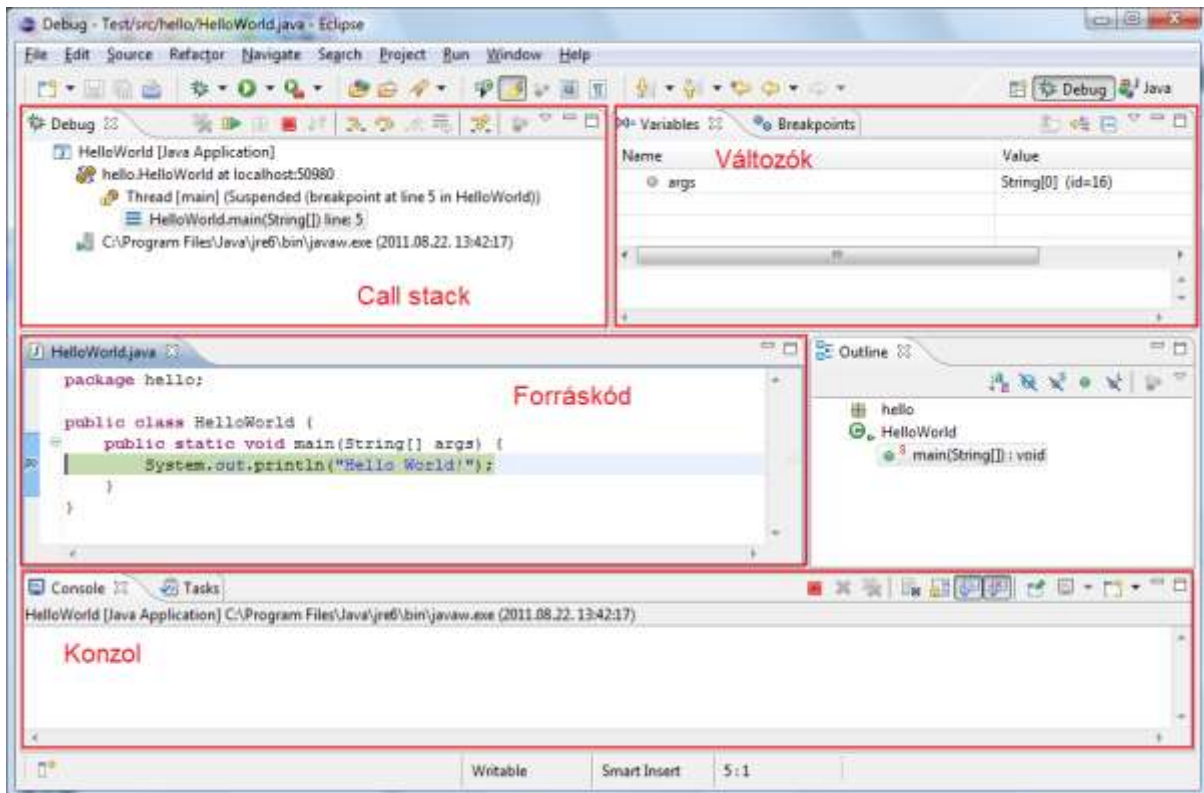 Debug - Test/src/hello/HelloWorld.java - Eclipse
File Edit Source Refactor Navigate Search Project Run Window Help
Debug Java
Debug
HelloWorld [Java Application]
hello.HelloWorld at localhost:50980
Thread [main] (Suspended (breakpoint at line 5 in HelloWorld))
HelloWorld.main(String[]) line: 5
C:\Program Files\Java\jre6\bin\javaw.exe (2011.08.22. 13:42:17)
Call stack
Variables Breakpoints
Name Value
Változók
args String[0] (id=16)
HelloWorld.java
package hello;
Forráskód
public class HelloWorld {
public static void main(String[] args) {
System.out.println("Hello World!");
}
}
Outline
hello
HelloWorld
main(String[]) : void
Console Tasks
HelloWorld [Java Application] C:\Program Files\Java\jre6\bin\javaw.exe (2011.08.22. 13:42:17)
Konzol
Writable Smart Insert 5 : 1